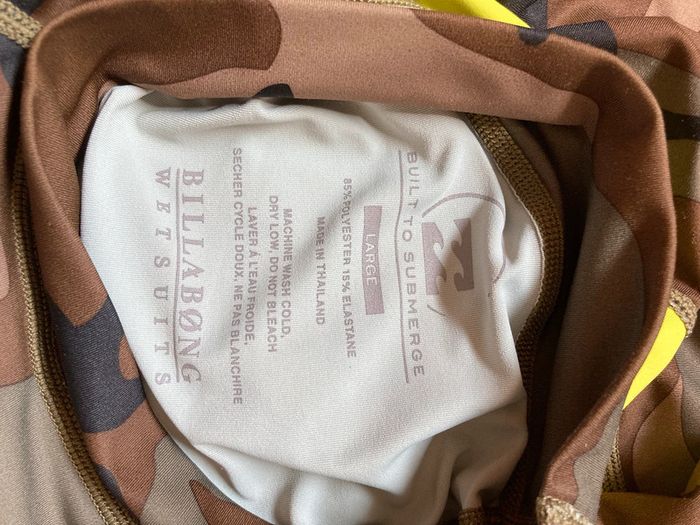 BUILT TO SUBMERGE
LARGE
85% POLYESTER 15% ELASTANE
MADE IN THAILAND
MACHINE WASH COLD,
DRY LOW, DO NOT BLEACH
LAVER À L'EAU FROIDE,
SECHER CYCLE DOUX, NE PAS BLANCHIRE
BILLABØNG
WETSUITS